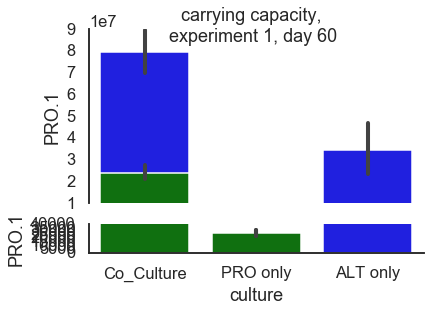 carrying capacity,
experiment 1, day 60
1e7
9
8
7
6
5
4
3
2
1
PRO.1
40000
0
PRO.1
Co_Culture PRO only ALT only
culture